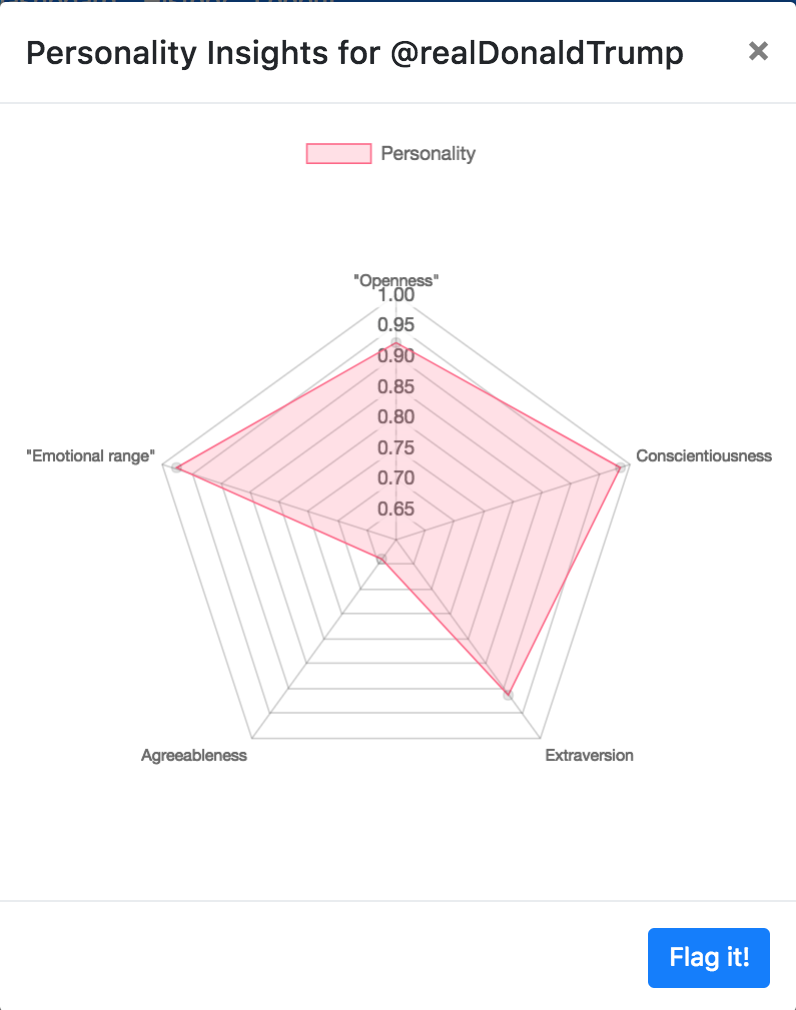 Personality Insights for @realDonaldTrump ×
Personality
"Openness"
1.00
0.95
0.90
0.85
0.80
0.75
0.70
0.65
"Emotional range"
Conscientiousness
Agreeableness
Extraversion
Flag it!